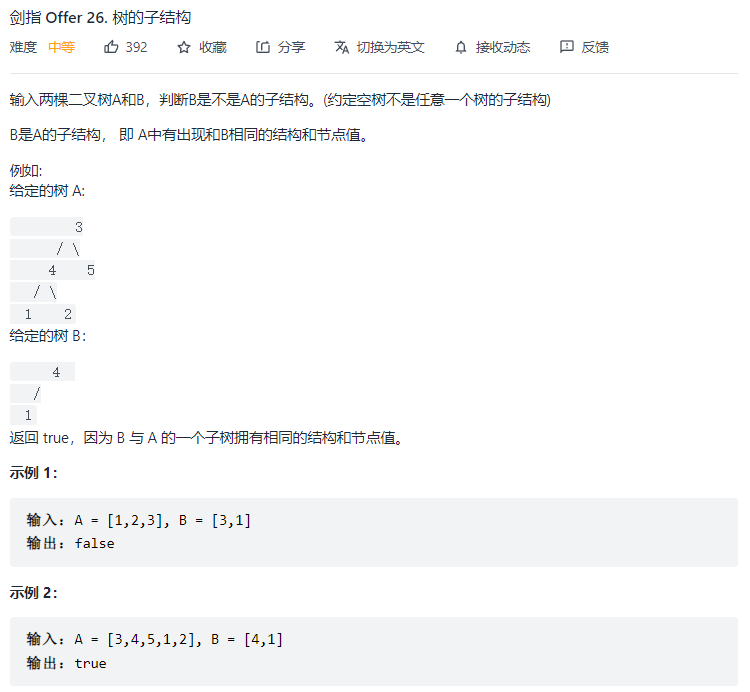 剑指 Offer 26. 树的子结构
难度 中等 392 收藏 分享 切换为英文 接收动态 反馈
输入两棵二叉树A和B，判断B是不是A的子结构。(约定空树不是任意一个树的子结构)
B是A的子结构， 即 A中有出现和B相同的结构和节点值。
例如:
给定的树 A:
3
/ \
4 5
/ \
1 2
给定的树 B：
4
/
1
返回 true，因为 B 与 A 的一个子树拥有相同的结构和节点值。
示例 1：
输入：A = [1,2,3], B = [3,1]
输出：false
示例 2：
输入：A = [3,4,5,1,2], B = [4,1]
输出：true